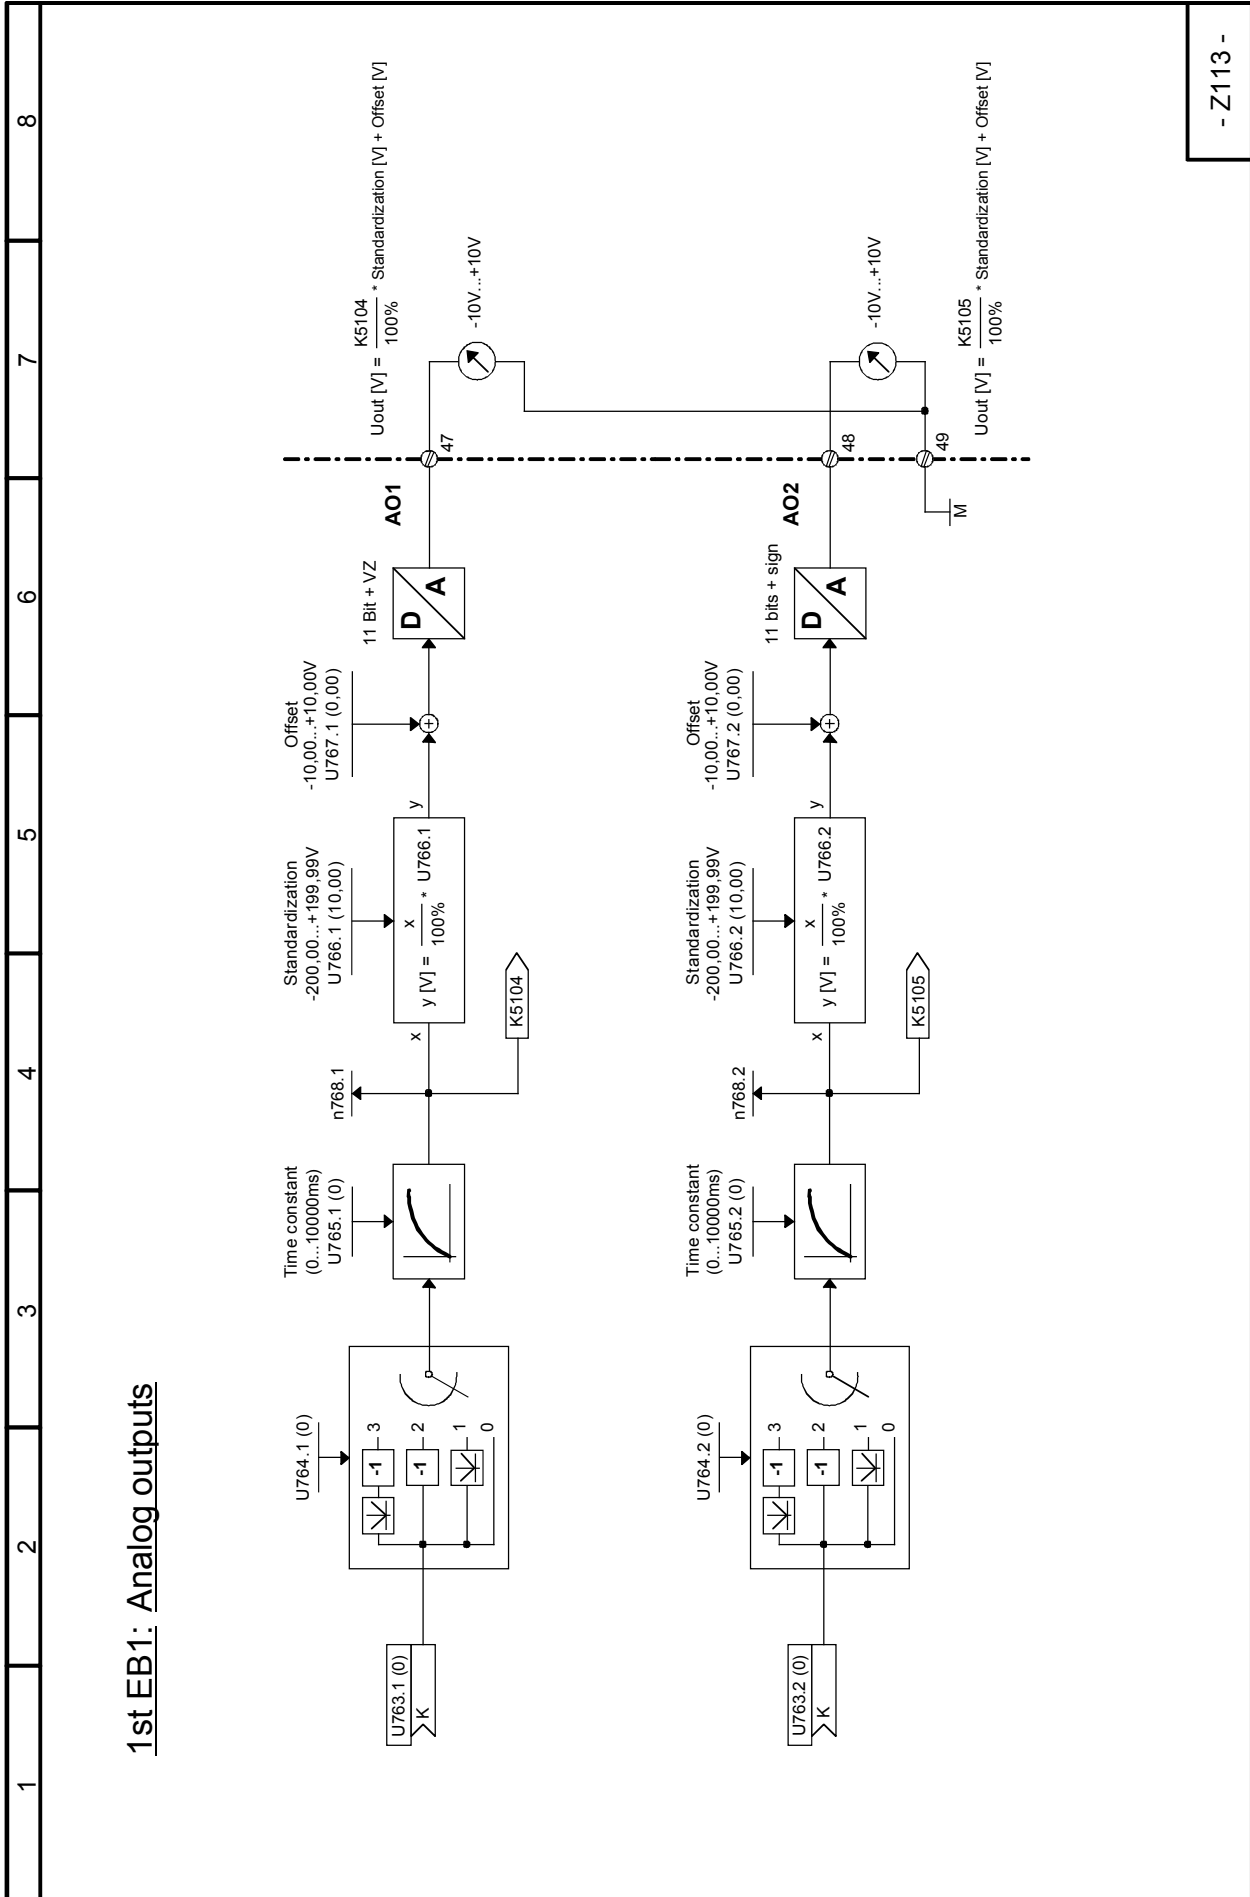 1 2 3 4 5 6 7 8
1st EB1: Analog outputs
U763.1 (0)
K
U764.1 (0)
-1 3
-1 2
1
0
Time constant
(0...10000ms)
U765.1 (0)
n768.1
K5104
Standardization
-200,00...+199,99V
U766.1 (10,00)
x
y [V] = x / 100% * U766.1
y
Offset
-10,00...+10,00V
U767.1 (0,00)
+
11 Bit + VZ
D
A
AO1
47
-10V...+10V
Uout [V] = K5104 / 100% * Standardization [V] + Offset [V]
U763.2 (0)
K
U764.2 (0)
-1 3
-1 2
1
0
Time constant
(0...10000ms)
U765.2 (0)
n768.2
K5105
Standardization
-200,00...+199,99V
U766.2 (10,00)
x
y [V] = x / 100% * U766.2
y
Offset
-10,00...+10,00V
U767.2 (0,00)
+
11 bits + sign
D
A
AO2
48
49
M
-10V...+10V
Uout [V] = K5105 / 100% * Standardization [V] + Offset [V]
- Z113 -